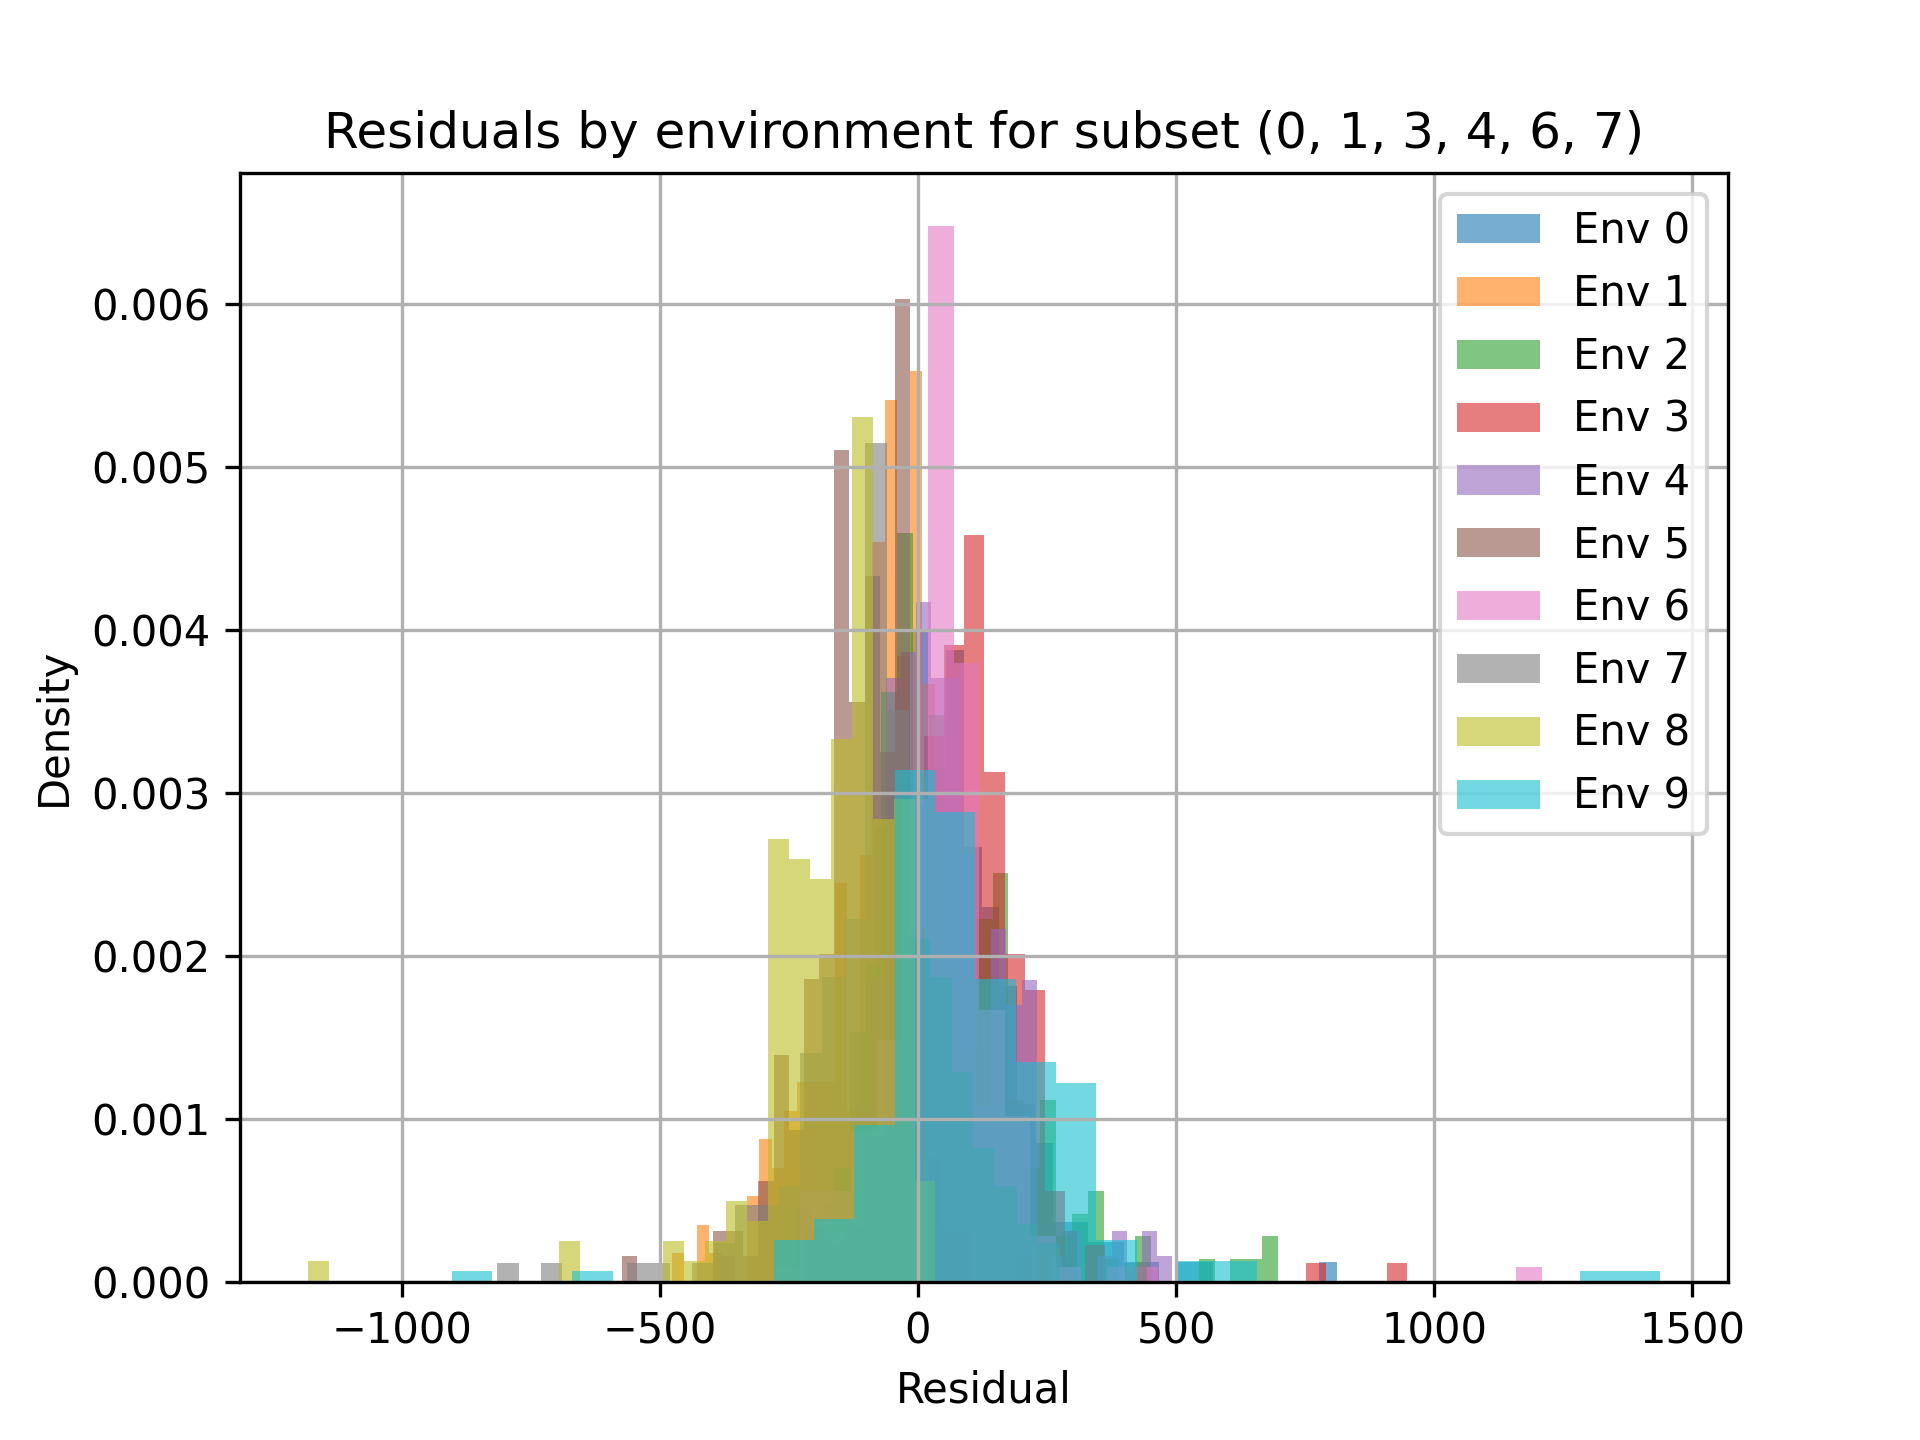 Residuals by environment for subset (0, 1, 3, 4, 6, 7)
Env 0
Env 1
Env 2
Env 3
Env 4
Env 5
Env 6
Env 7
Env 8
Env 9
Density
0.006
0.005
0.004
0.003
0.002
0.001
0.000
−1000
−500
0
500
1000
1500
Residual